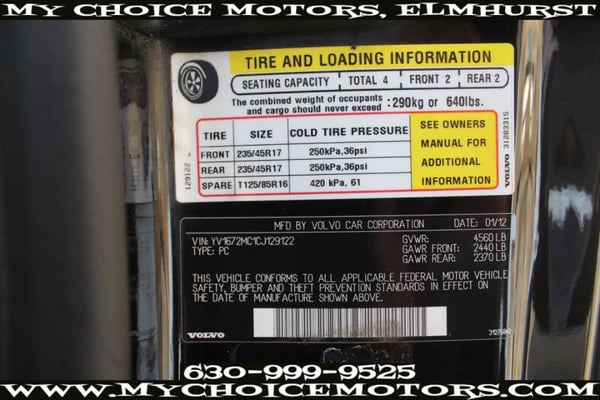 My Choice Motors, Elmhurst
TIRE AND LOADING INFORMATION
SEATING CAPACITY TOTAL 4 FRONT 2 REAR 2
The combined weight of occupants and cargo should never exceed : 290kg or 640lbs.
TIRE SIZE COLD TIRE PRESSURE
FRONT 235/45R17 250kPa,36psi
REAR 235/45R17 250kPa,36psi
SPARE T125/85R16 420 kPa, 61
SEE OWNERS
MANUAL FOR
ADDITIONAL
INFORMATION
129122
VOLVO 31283315
MFD BY VOLVO CAR CORPORATION DATE: 01/12
VIN: YV1672MC1CJ129122
TYPE: PC
GVWR: 4560 LB
GAWR FRONT: 2440 LB
GAWR REAR: 2370 LB
THIS VEHICLE CONFORMS TO ALL APPLICABLE FEDERAL MOTOR VEHICLE
SAFETY, BUMPER AND THEFT PREVENTION STANDARDS IN EFFECT ON
THE DATE OF MANUFACTURE SHOWN ABOVE.
VOLVO
630-999-9525
www.MyChoiceMotors.com